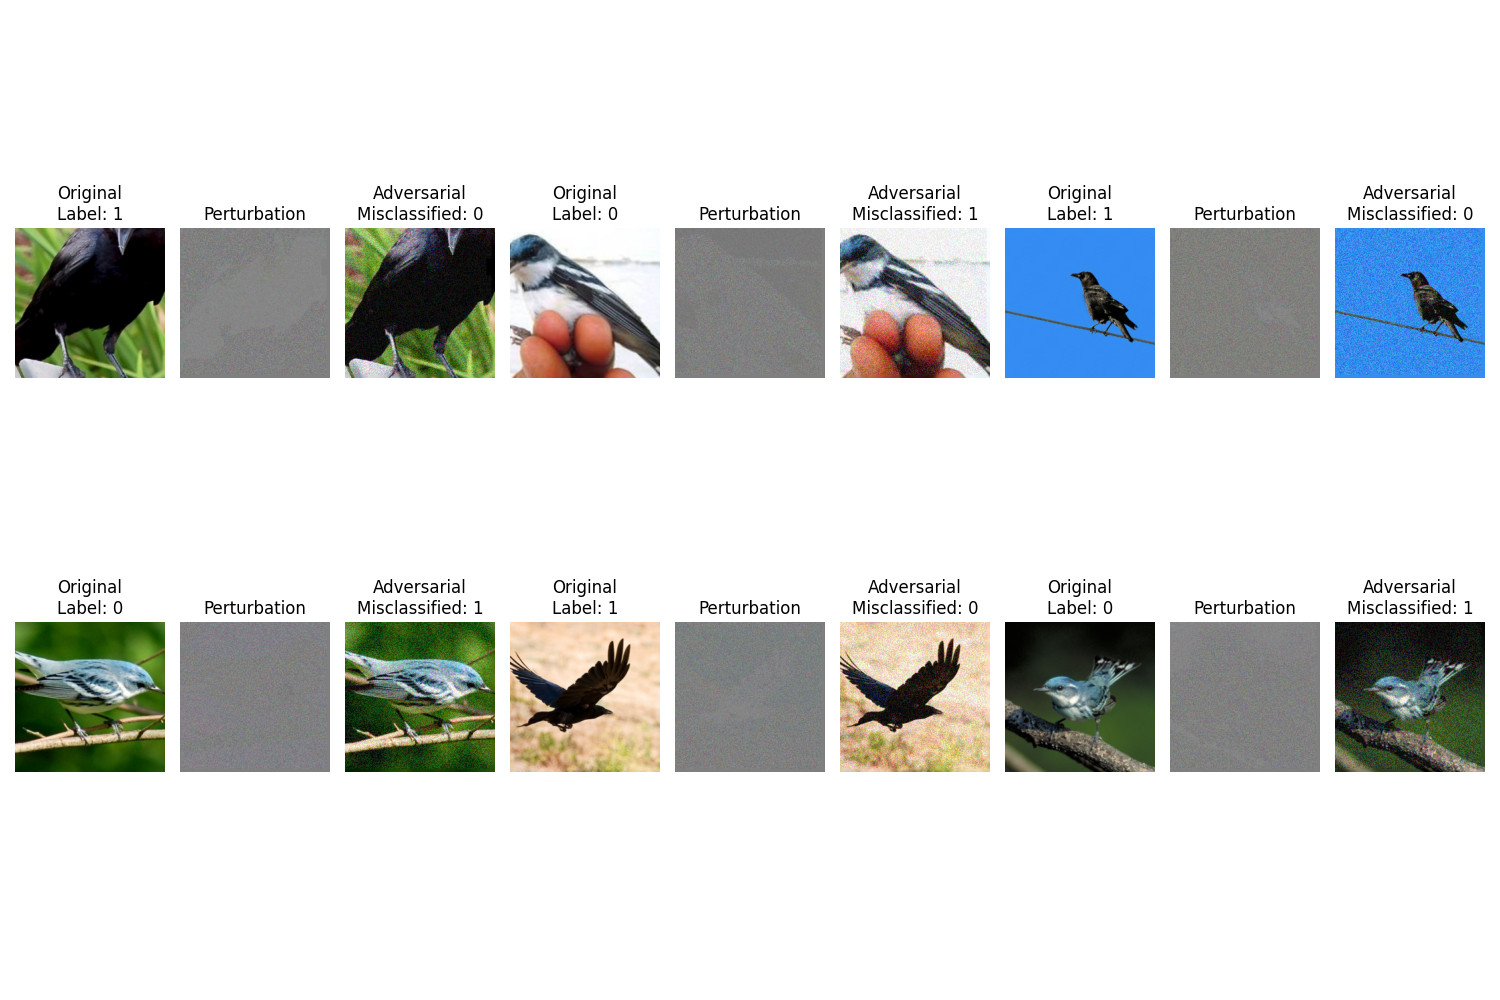 Original
Label: 1
Perturbation
Adversarial
Misclassified: 0
Original
Label: 0
Perturbation
Adversarial
Misclassified: 1
Original
Label: 1
Perturbation
Adversarial
Misclassified: 0
Original
Label: 0
Perturbation
Adversarial
Misclassified: 1
Original
Label: 1
Perturbation
Adversarial
Misclassified: 0
Original
Label: 0
Perturbation
Adversarial
Misclassified: 1